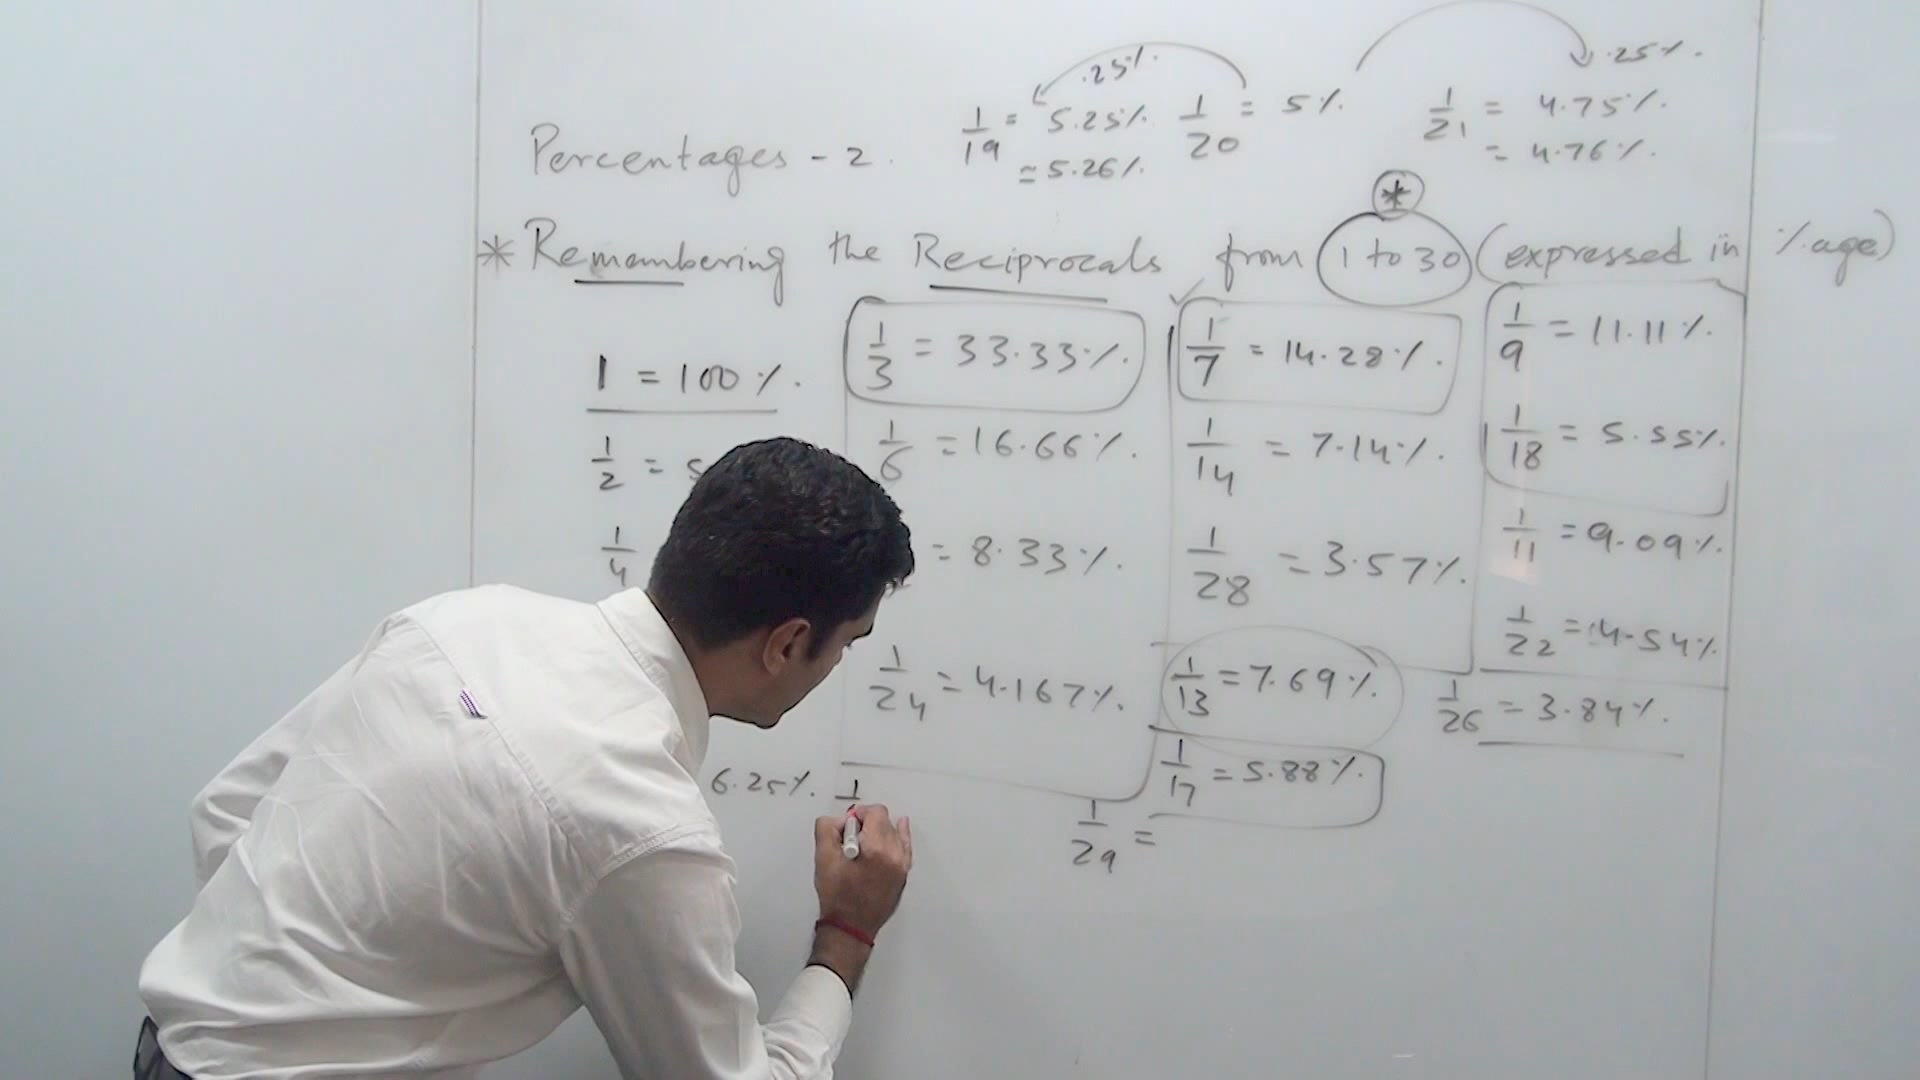 .25% .25%
1/19 = 5.25% 1/20 = 5% 1/21 = 4.75%
≈ 5.26% = 4.76%
Percentages - 2.
*
* Remembering the Reciprocals from 1 to 30 (expressed in %age)
1 = 100%. 1/3 = 33.33%. 1/7 = 14.28%. 1/9 = 11.11%.
1/2 = 1/6 = 16.66%. 1/14 = 7.14%. 1/18 = 5.55%.
1/4 = 8.33%. 1/28 = 3.57%. 1/11 = 9.09%.
1/22 = 4.54%
1/24 = 4.167%. 1/13 = 7.69%. 1/26 = 3.84%.
6.25%. 1/17 = 5.88%.
1/29 =